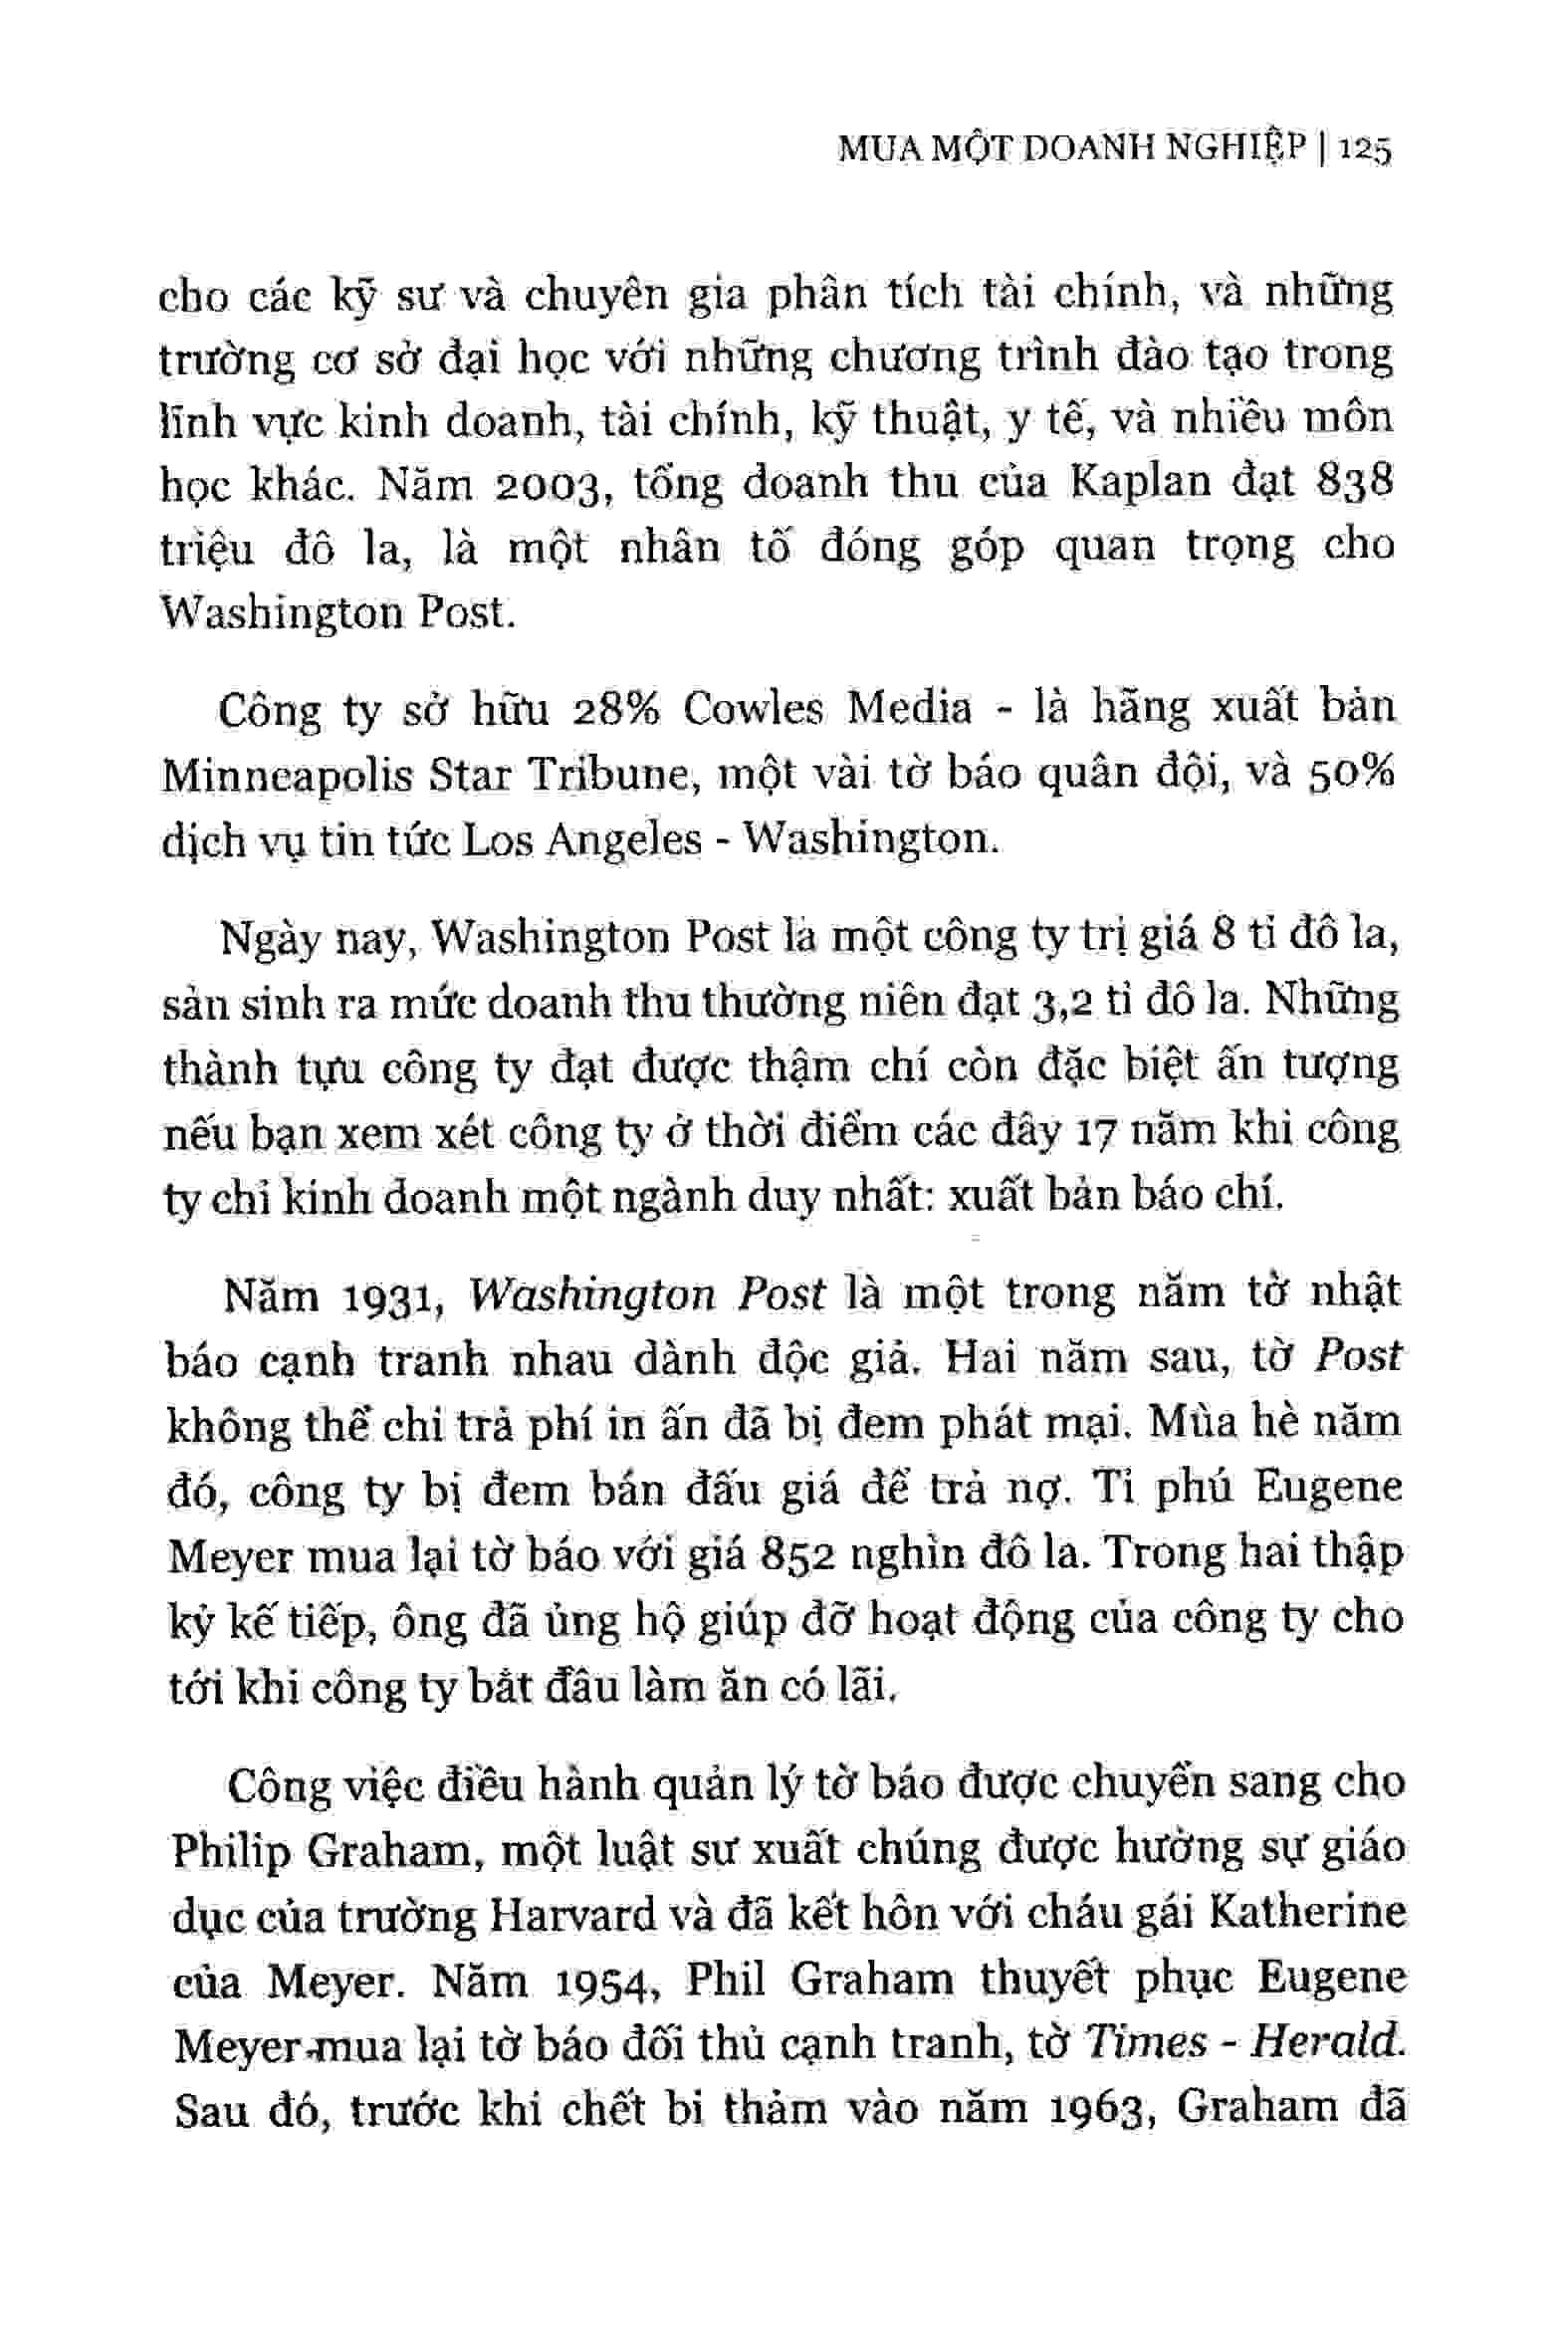 MUA MỘT DOANH NGHIỆP | 125
cho các kỹ sư và chuyên gia phân tích tài chính, và những
trường cơ sở đại học với những chương trình đào tạo trong
lĩnh vực kinh doanh, tài chính, kỹ thuật, y tế, và nhiều môn
học khác. Năm 2003, tổng doanh thu của Kaplan đạt 838
triệu đô la, là một nhân tố đóng góp quan trọng cho
Washington Post.
Công ty sở hữu 28% Cowles Media - là hãng xuất bản
Minneapolis Star Tribune, một vài tờ báo quân đội, và 50%
dịch vụ tin tức Los Angeles - Washington.
Ngày nay, Washington Post là một công ty trị giá 8 tỉ đô la,
sản sinh ra mức doanh thu thường niên đạt 3,2 tỉ đô la. Những
thành tựu công ty đạt được thậm chí còn đặc biệt ấn tượng
nếu bạn xem xét công ty ở thời điểm các đây 17 năm khi công
ty chỉ kinh doanh một ngành duy nhất: xuất bản báo chí.
Năm 1931, Washington Post là một trong năm tờ nhật
báo cạnh tranh nhau dành độc giả. Hai năm sau, tờ Post
không thể chi trả phí in ấn đã bị đem phát mại. Mùa hè năm
đó, công ty bị đem bán đấu giá để trả nợ. Tỉ phú Eugene
Meyer mua lại tờ báo với giá 852 nghìn đô la. Trong hai thập
kỷ kế tiếp, ông đã ủng hộ giúp đỡ hoạt động của công ty cho
tới khi công ty bắt đầu làm ăn có lãi.
Công việc điều hành quản lý tờ báo được chuyển sang cho
Philip Graham, một luật sư xuất chúng được hưởng sự giáo
dục của trường Harvard và đã kết hôn với cháu gái Katherine
của Meyer. Năm 1954, Phil Graham thuyết phục Eugene
Meyer mua lại tờ báo đối thủ cạnh tranh, tờ Times - Herald.
Sau đó, trước khi chết bi thảm vào năm 1963, Graham đã